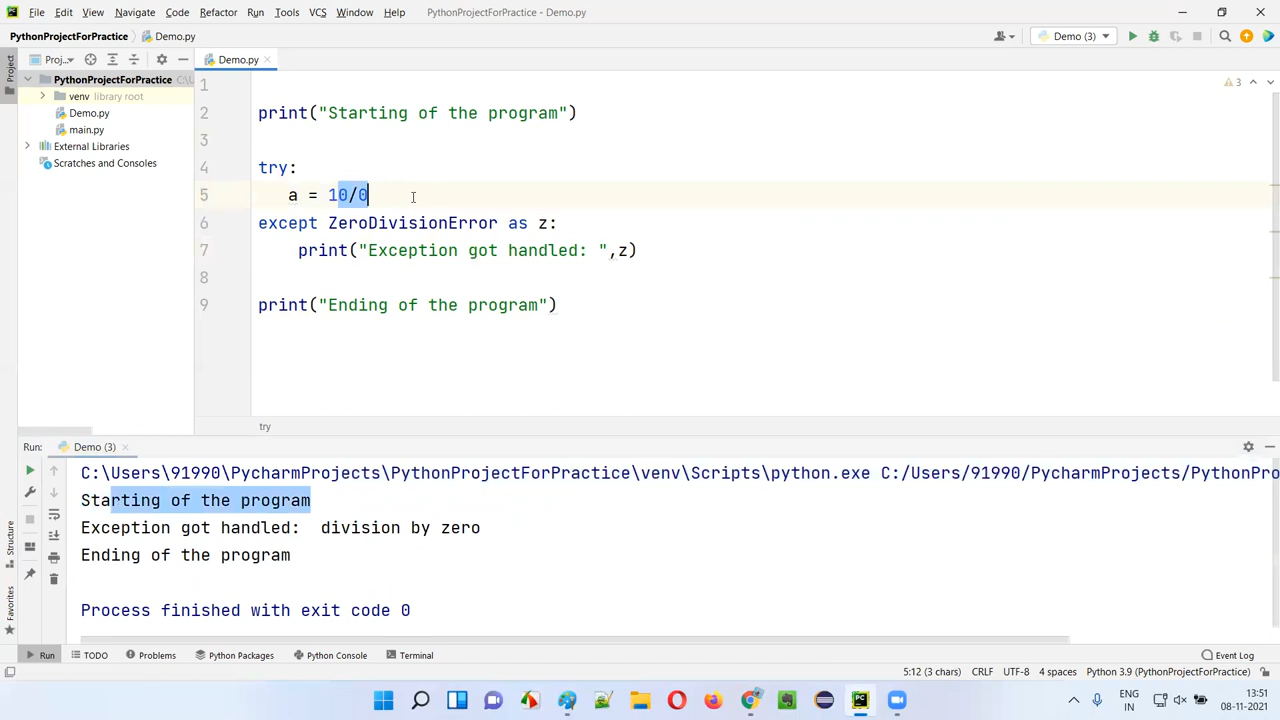 File Edit View Navigate Code Refactor Run Tools VCS Window Help PythonProjectForPractice - Demo.py
PythonProjectForPractice Demo.py Demo (3)
Proj... Demo.py
PythonProjectForPractice C:\U
venv library root
Demo.py
main.py
External Libraries
Scratches and Consoles
Project
1
2 print("Starting of the program")
3
4 try:
5 a = 10/0
6 except ZeroDivisionError as z:
7 print("Exception got handled: ",z)
8
9 print("Ending of the program")
3
try
Run: Demo (3)
C:\Users\91990\PycharmProjects\PythonProjectForPractice\venv\Scripts\python.exe C:/Users/91990/PycharmProjects/PythonPro
Starting of the program
Exception got handled:  division by zero
Ending of the program
Process finished with exit code 0
Structure
Favorites
Run TODO Problems Python Packages Python Console Terminal Event Log
5:12 (3 chars) CRLF UTF-8 4 spaces Python 3.9 (PythonProjectForPractice)
PC
ENG
IN
13:51
08-11-2021